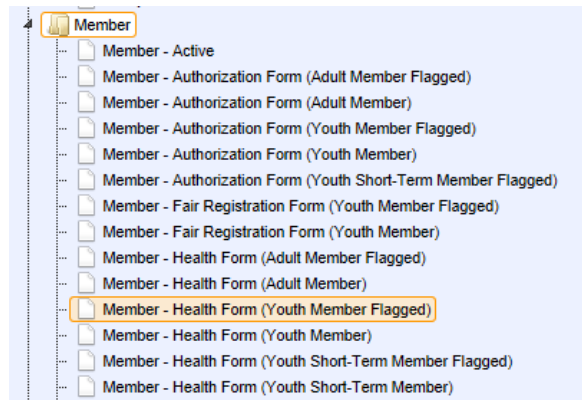 Member
Member - Active
Member - Authorization Form (Adult Member Flagged)
Member - Authorization Form (Adult Member)
Member - Authorization Form (Youth Member Flagged)
Member - Authorization Form (Youth Member)
Member - Authorization Form (Youth Short-Term Member Flagged)
Member - Fair Registration Form (Youth Member Flagged)
Member - Fair Registration Form (Youth Member)
Member - Health Form (Adult Member Flagged)
Member - Health Form (Adult Member)
Member - Health Form (Youth Member Flagged)
Member - Health Form (Youth Member)
Member - Health Form (Youth Short-Term Member Flagged)
Member - Health Form (Youth Short-Term Member)